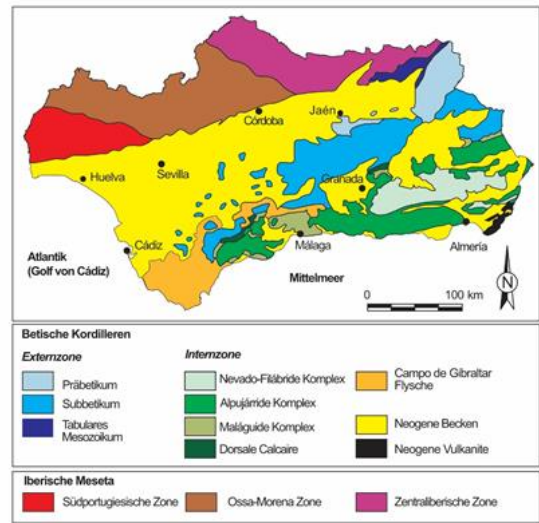 Jaén
Córdoba
Huelva
Sevilla
Granada
Cádiz
Málaga
Almería
Atlantik
(Golf von Cádiz)
Mittelmeer
N
0 100 km
Betische Kordilleren
Externzone
Präbetikum
Subbetikum
Tabulares
Mesozoikum
Internzone
Nevado-Filábride Komplex
Alpujárride Komplex
Maláguide Komplex
Dorsale Calcaire
Campo de Gibraltar
Flysche
Neogene Becken
Neogene Vulkanite
Iberische Meseta
Südportugiesische Zone
Ossa-Morena Zone
Zentraliberische Zone